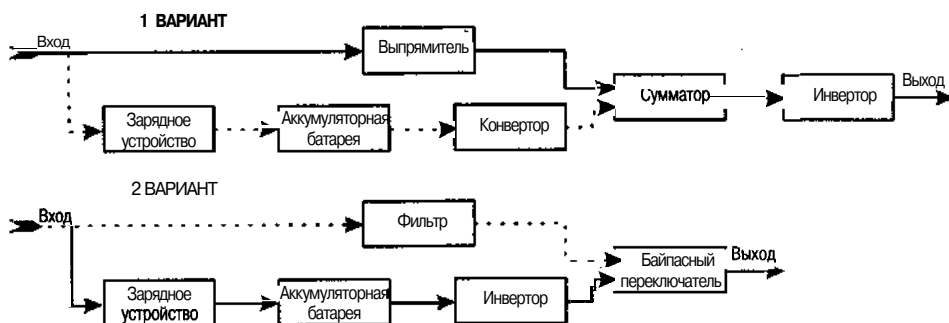 1 ВАРИАНТ
Вход
Выпрямитель
Зарядное
устройство
Аккумуляторная
батарея
Конвертор
Сумматор
Инвертор
Выход
2 ВАРИАНТ
Вход
Фильтр
Зарядное
устройство
Аккумуляторная
батарея
Инвертор
Байпасный
переключатель
Выход